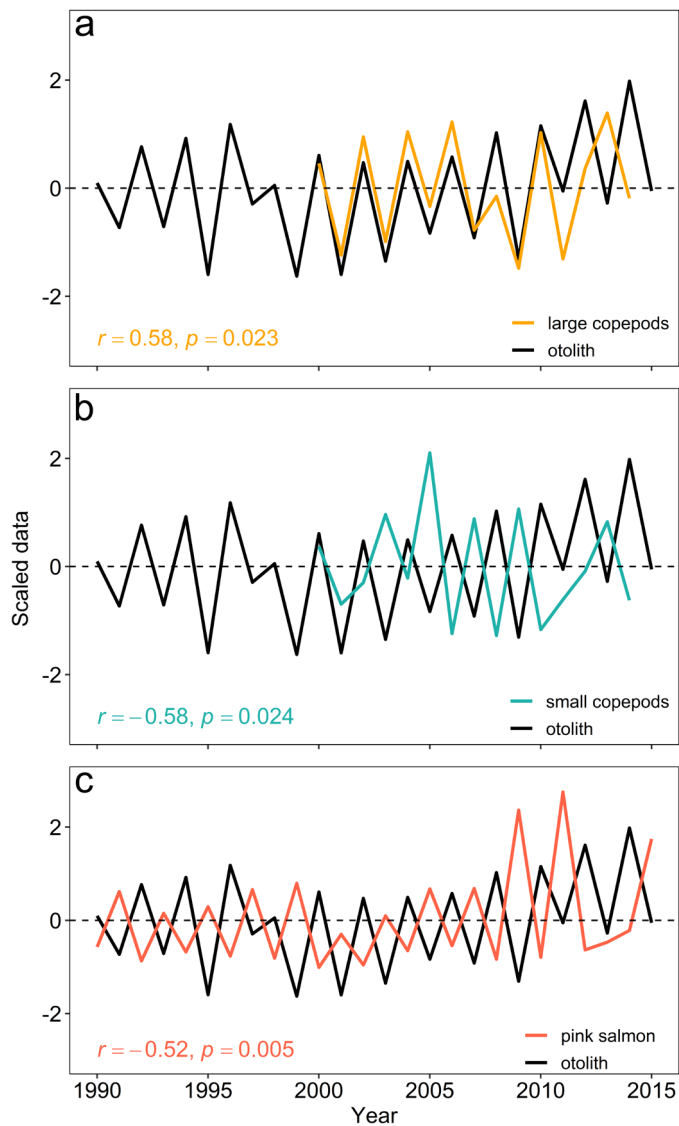 a
2
0
-2
r = 0.58, p = 0.023
large copepods
otolith
b
2
0
-2
Scaled data
r = −0.58, p = 0.024
small copepods
otolith
c
2
0
-2
r = −0.52, p = 0.005
pink salmon
otolith
1990 1995 2000 2005 2010 2015
Year